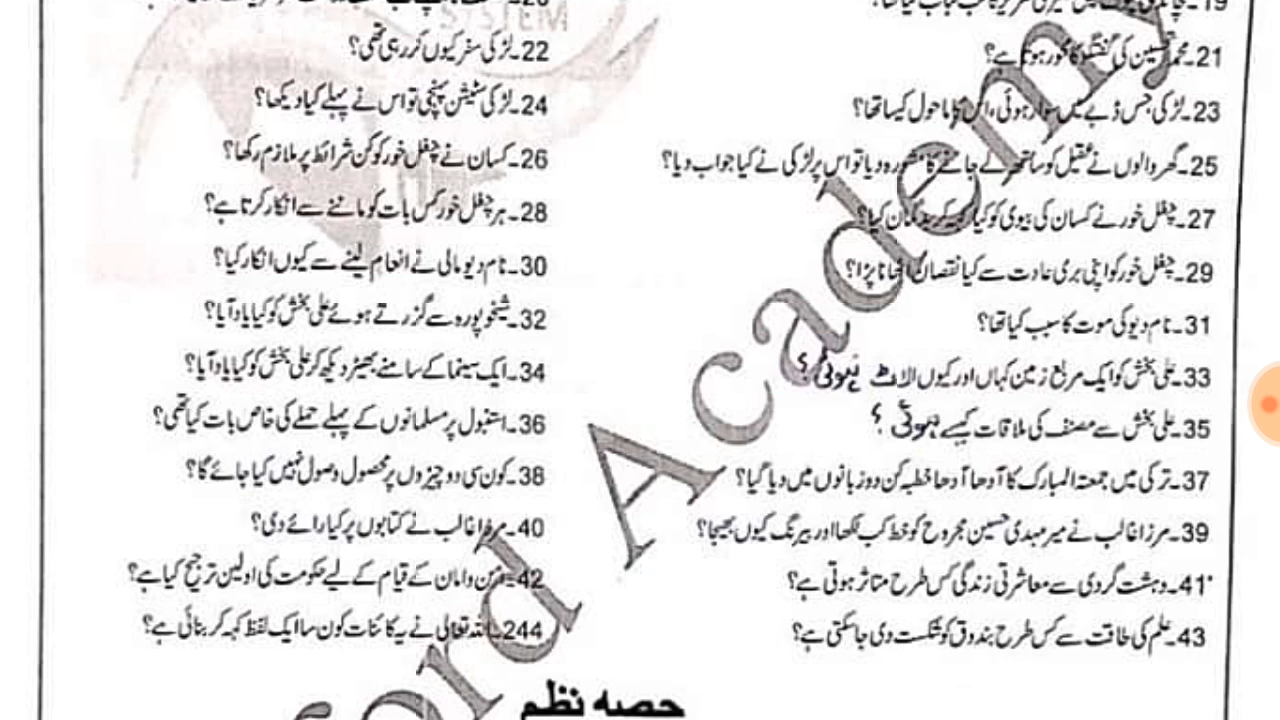 22۔لڑکی سفر کیوں کر رہی تھی؟
21۔محمد حسین کی گفتگو کا محور ہوتا ہے؟
23۔لڑکی جس ڈبے میں سوار ہوئی، اس کا ماحول کیسا تھا؟
24۔لڑکی سٹیشن پہنچی تو اس نے پہلے کیا دیکھا؟
25۔گھر والوں نے عقیل کو ساتھ لے جانے کا مشورہ دیا تو اس پر لڑکی نے کیا جواب دیا؟
26۔کسان نے چغل خور کو کن شرائط پر ملازم رکھا؟
27۔چغل خور نے کسان کی بیوی کو کیا کہہ کر بدگمان کیا؟
28۔ہر چغل خور کس بات کو ماننے سے انکار کرتا ہے؟
29۔چغل خور کو اپنی بری عادت سے کیا نقصان اٹھانا پڑا؟
30۔نام دیو مالی نے انعام لینے سے کیوں انکار کیا؟
31۔نام دیو کی موت کا سبب کیا تھا؟
32۔شیخوپورہ سے گزرتے ہوئے علی بخش کو کیا یاد آیا؟
33۔علی بخش کو ایک مربع زمین کہاں اور کیوں الاٹ ہوئی؟
34۔ایک سینما کے سامنے بھیڑ دیکھ کر علی بخش کو کیا یاد آیا؟
35۔علی بخش سے مصنف کی ملاقات کیسے ہوئی؟
36۔استنبول پر مسلمانوں کے پہلے حملے کی خاص بات کیا تھی؟
37۔ترکی میں جمعتہ المبارک کا آدھا آدھا خطبہ کن دو زبانوں میں دیا گیا؟
38۔کون سی دو چیزوں پر محصول وصول نہیں کیا جائے گا؟
39۔مرزا غالب نے میر مہدی حسین مجروح کو خط کب لکھا اور بیرنگ کیوں بھیجا؟
40۔مرزا غالب نے کتابوں پر کیا رائے دی؟
41۔دہشت گردی سے معاشرتی زندگی کس طرح متاثر ہوتی ہے؟
42۔امن و امان کے قیام کے لیے حکومت کی اولین ترجیح کیا ہے؟
43۔علم کی طاقت سے کس طرح بندوق کو شکست دی جا سکتی ہے؟
244۔اللہ تعالی نے یہ کائنات کون سا ایک لفظ کہہ کر بنائی ہے؟
حصہ نظم
SYSTEM
ord Academy